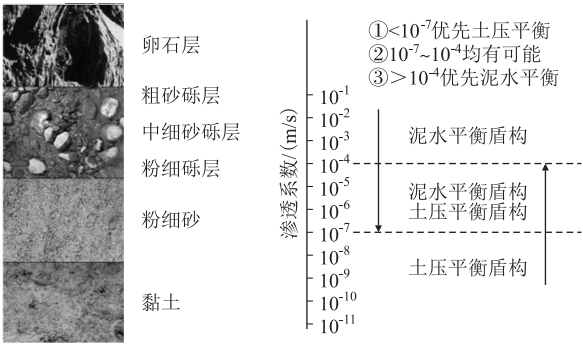 卵石层
粗砂砾层
中细砂砾层
粉细砾层
粉细砂
黏土
渗透系数/(m/s)
10-1
10-2
10-3
10-4
10-5
10-6
10-7
10-8
10-9
10-10
10-11
①<10-7优先土压平衡
②10-7~10-4均有可能
③>10-4优先泥水平衡
泥水平衡盾构
泥水平衡盾构
土压平衡盾构
土压平衡盾构